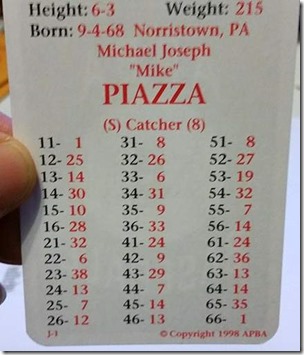 Height: 6-3 Weight: 215
Born: 9-4-68 Norristown, PA
Michael Joseph
"Mike"
PIAZZA
(S) Catcher (8)
11- 1 31- 8 51- 8
12- 25 32- 26 52- 27
13- 14 33- 6 53- 19
14- 30 34- 31 54- 32
15- 10 35- 9 55- 7
16- 28 36- 33 56- 14
21- 32 41- 24 61- 24
22- 6 42- 9 62- 36
23- 38 43- 29 63- 13
24- 13 44- 7 64- 14
25- 7 45- 14 65- 35
26- 12 46- 13 66- 1
J-1 © Copyright 1998 APBA